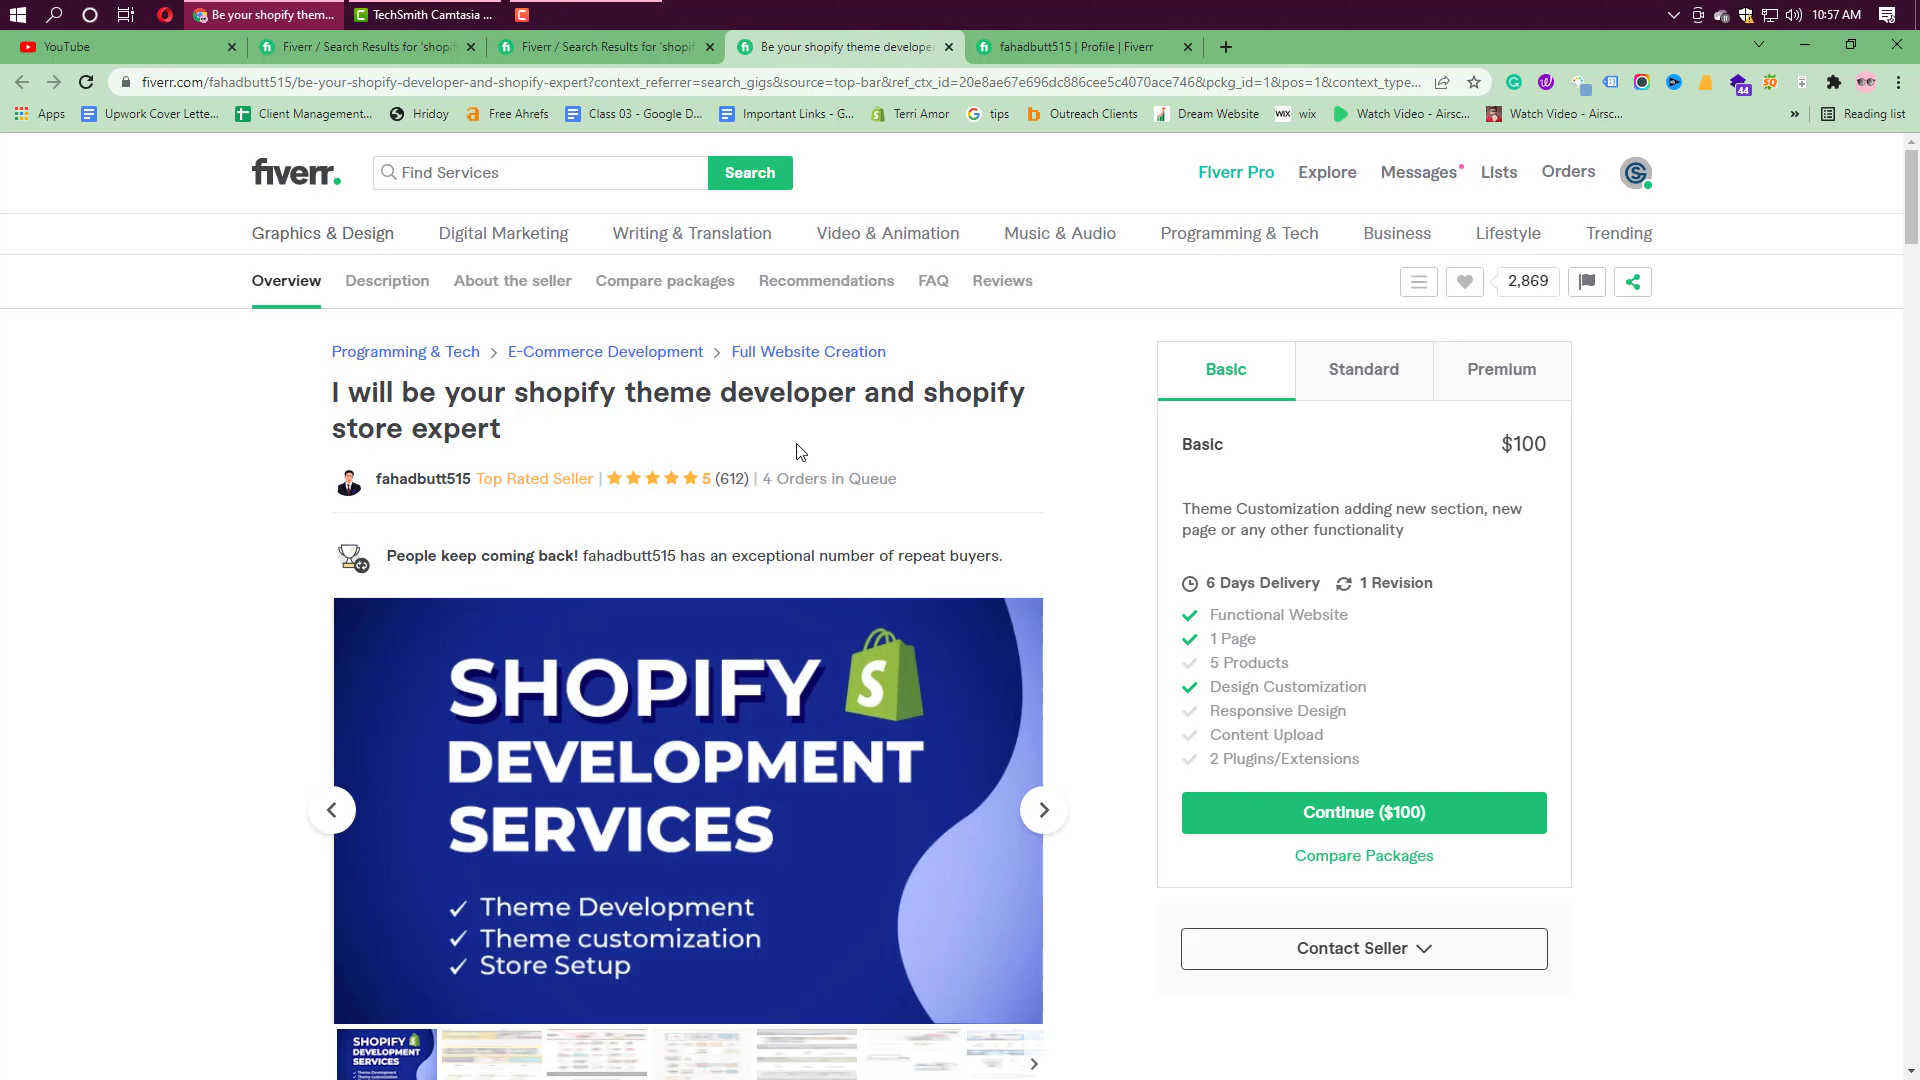 Be your shopify them...
TechSmith Camtasia ...
10:57 AM
YouTube
Fiverr / Search Results for 'shopif
Fiverr / Search Results for 'shopif
Be your shopify theme developer
fahadbutt515 | Profile | Fiverr
fiverr.com/fahadbutt515/be-your-shopify-developer-and-shopify-expert?context_referrer=search_gigs&source=top-bar&ref_ctx_id=20e8ae67e696dc886cee5c4070ace746&pckg_id=1&pos=1&context_type...
44
Apps
Upwork Cover Lette...
Client Management...
Hridoy
Free Ahrefs
Class 03 - Google D...
Important Links - G...
Terri Amor
tips
Outreach Clients
Dream Website
WIX wix
Watch Video - Airsc...
Watch Video - Airsc...
Reading list
fiverr.
Find Services
Search
Fiverr Pro
Explore
Messages
Lists
Orders
Graphics & Design
Digital Marketing
Writing & Translation
Video & Animation
Music & Audio
Programming & Tech
Business
Lifestyle
Trending
Overview
Description
About the seller
Compare packages
Recommendations
FAQ
Reviews
2,869
Programming & Tech > E-Commerce Development > Full Website Creation
I will be your shopify theme developer and shopify
store expert
fahadbutt515 Top Rated Seller | 5 (612) | 4 Orders in Queue
People keep coming back! fahadbutt515 has an exceptional number of repeat buyers.
SHOPIFY
DEVELOPMENT
SERVICES
✓ Theme Development
✓ Theme customization
✓ Store Setup
SHOPIFY
DEVELOPMENT
SERVICES
Basic
Standard
Premium
Basic
$100
Theme Customization adding new section, new
page or any other functionality
6 Days Delivery
1 Revision
Functional Website
1 Page
5 Products
Design Customization
Responsive Design
Content Upload
2 Plugins/Extensions
Continue ($100)
Compare Packages
Contact Seller